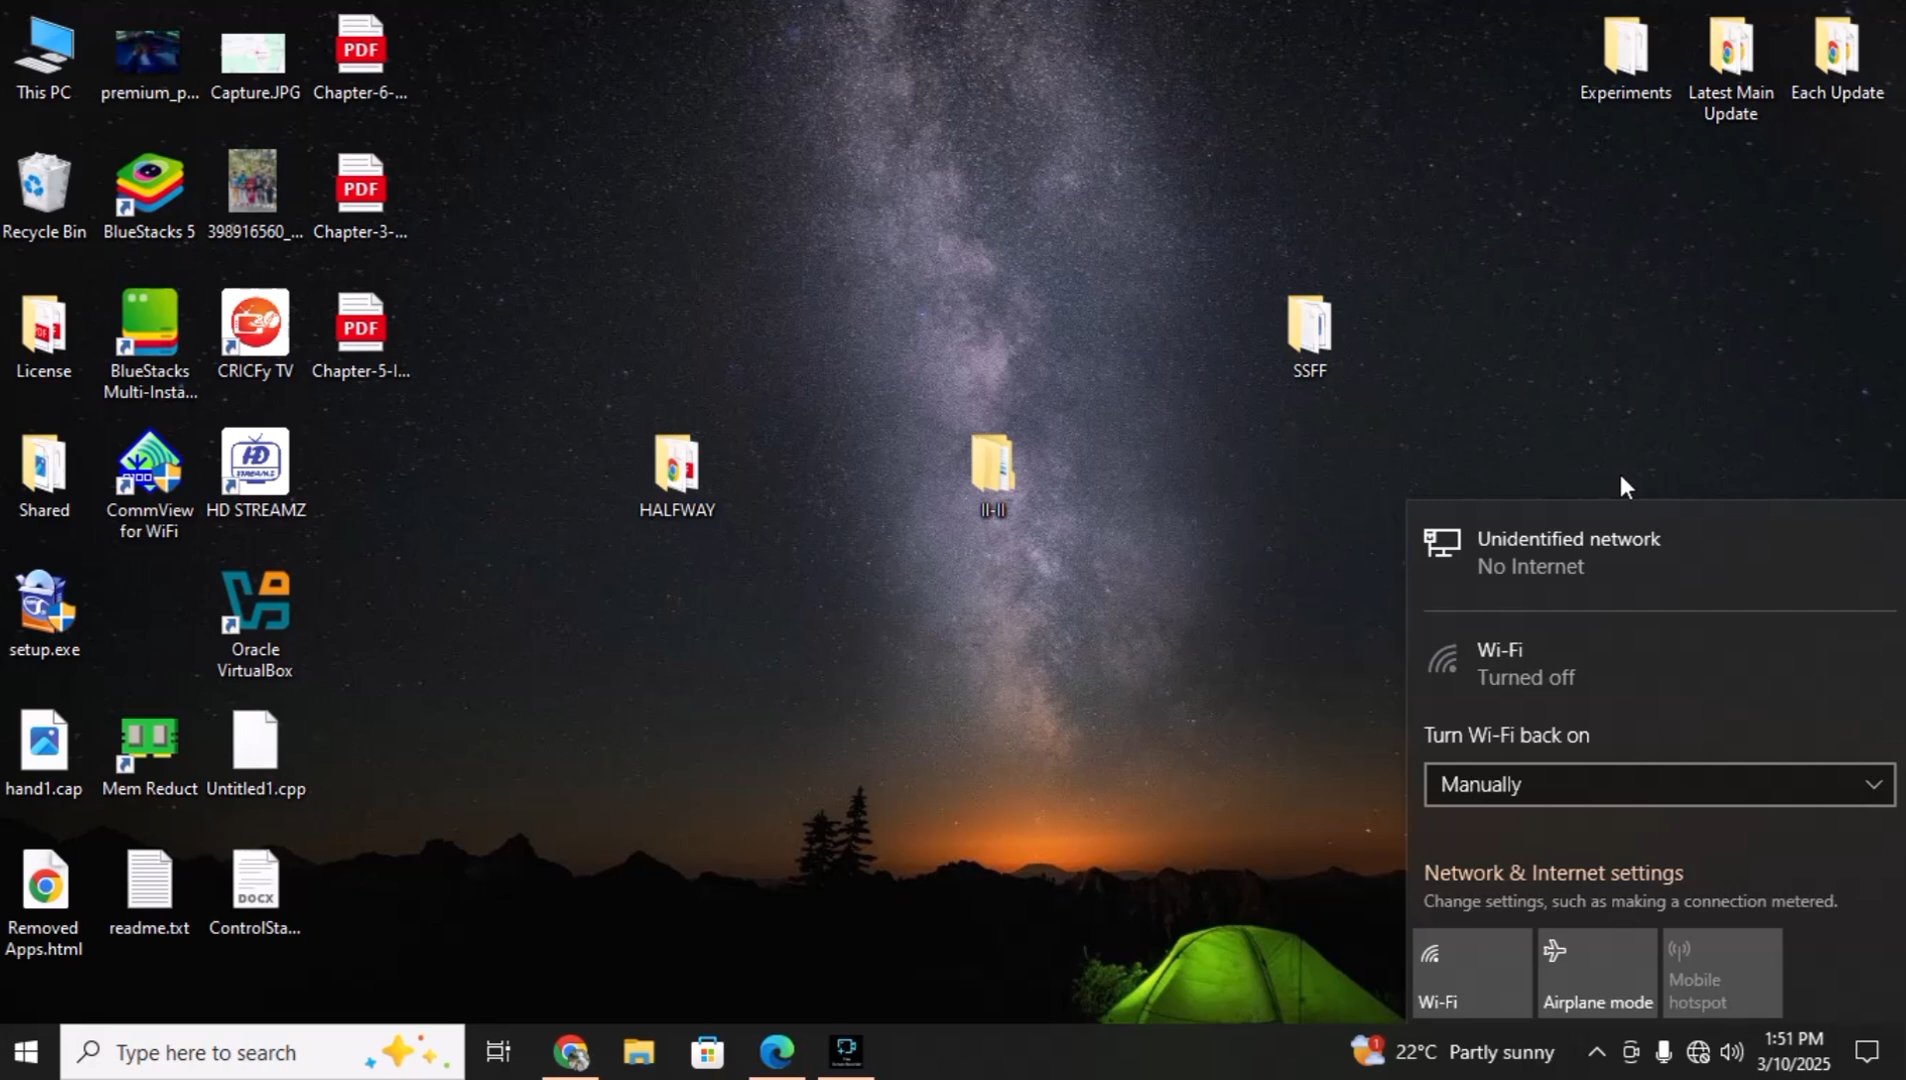 This PC
premium_p...
Capture.JPG
PDF
Chapter-6-...
Experiments
Latest Main
Update
Each Update
Recycle Bin
BlueStacks 5
398916560_...
PDF
Chapter-3-...
License
BlueStacks
Multi-Insta...
CRICFy TV
PDF
Chapter-5-I...
SSFF
Shared
CommView
for WiFi
HD
STREAMZ
HD STREAMZ
HALFWAY
II-II
Unidentified network
No Internet
setup.exe
Oracle
VirtualBox
Wi-Fi
Turned off
Turn Wi-Fi back on
Manually
hand1.cap
Mem Reduct
Untitled1.cpp
Network & Internet settings
Change settings, such as making a connection metered.
Removed
Apps.html
readme.txt
DOCX
ControlSta...
Wi-Fi
Airplane mode
Mobile
hotspot
Type here to search
1
22°C Partly sunny
1:51 PM
3/10/2025